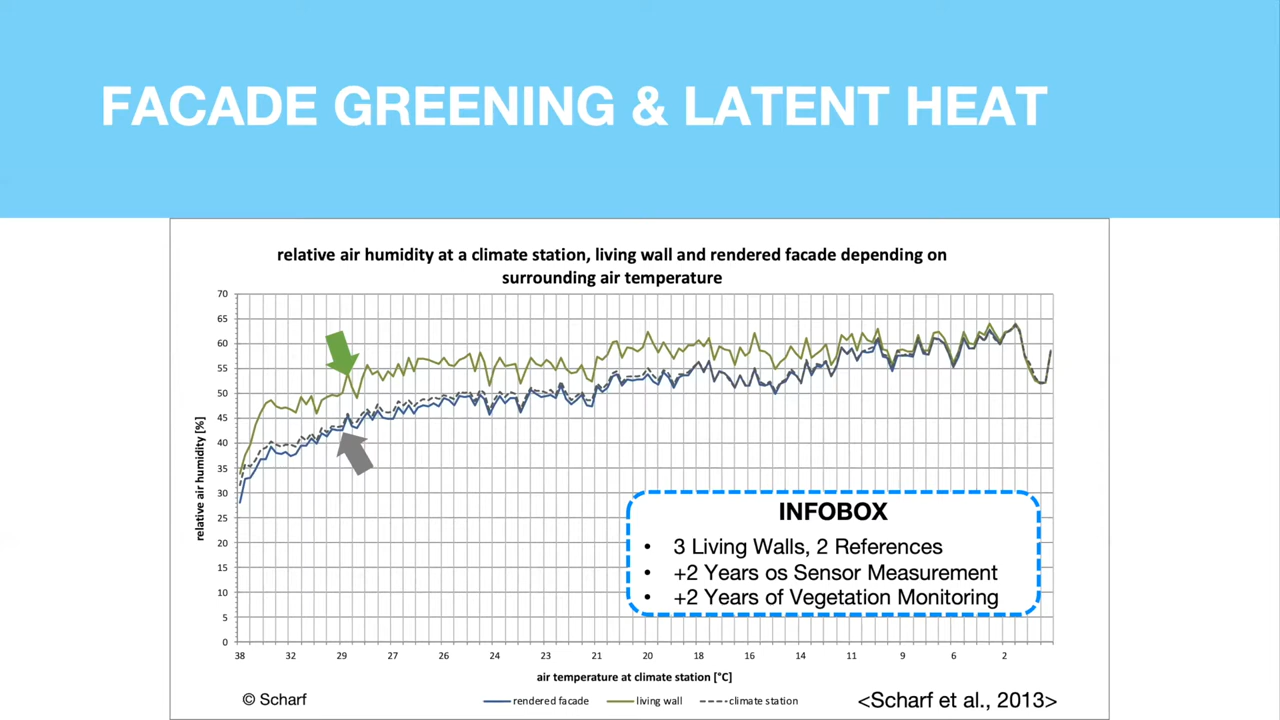 FACADE GREENING & LATENT HEAT
relative air humidity at a climate station, living wall and rendered facade depending on
surrounding air temperature
70
65
60
55
50
45
40
35
30
25
20
15
10
5
0
relative air humidity [%]
INFOBOX
• 3 Living Walls, 2 References
• +2 Years os Sensor Measurement
• +2 Years of Vegetation Monitoring
38 32 29 27 26 24 23 21 20 18 16 14 11 9 6 2
air temperature at climate station [°C]
© Scharf
rendered facade living wall climate station
<Scharf et al., 2013>